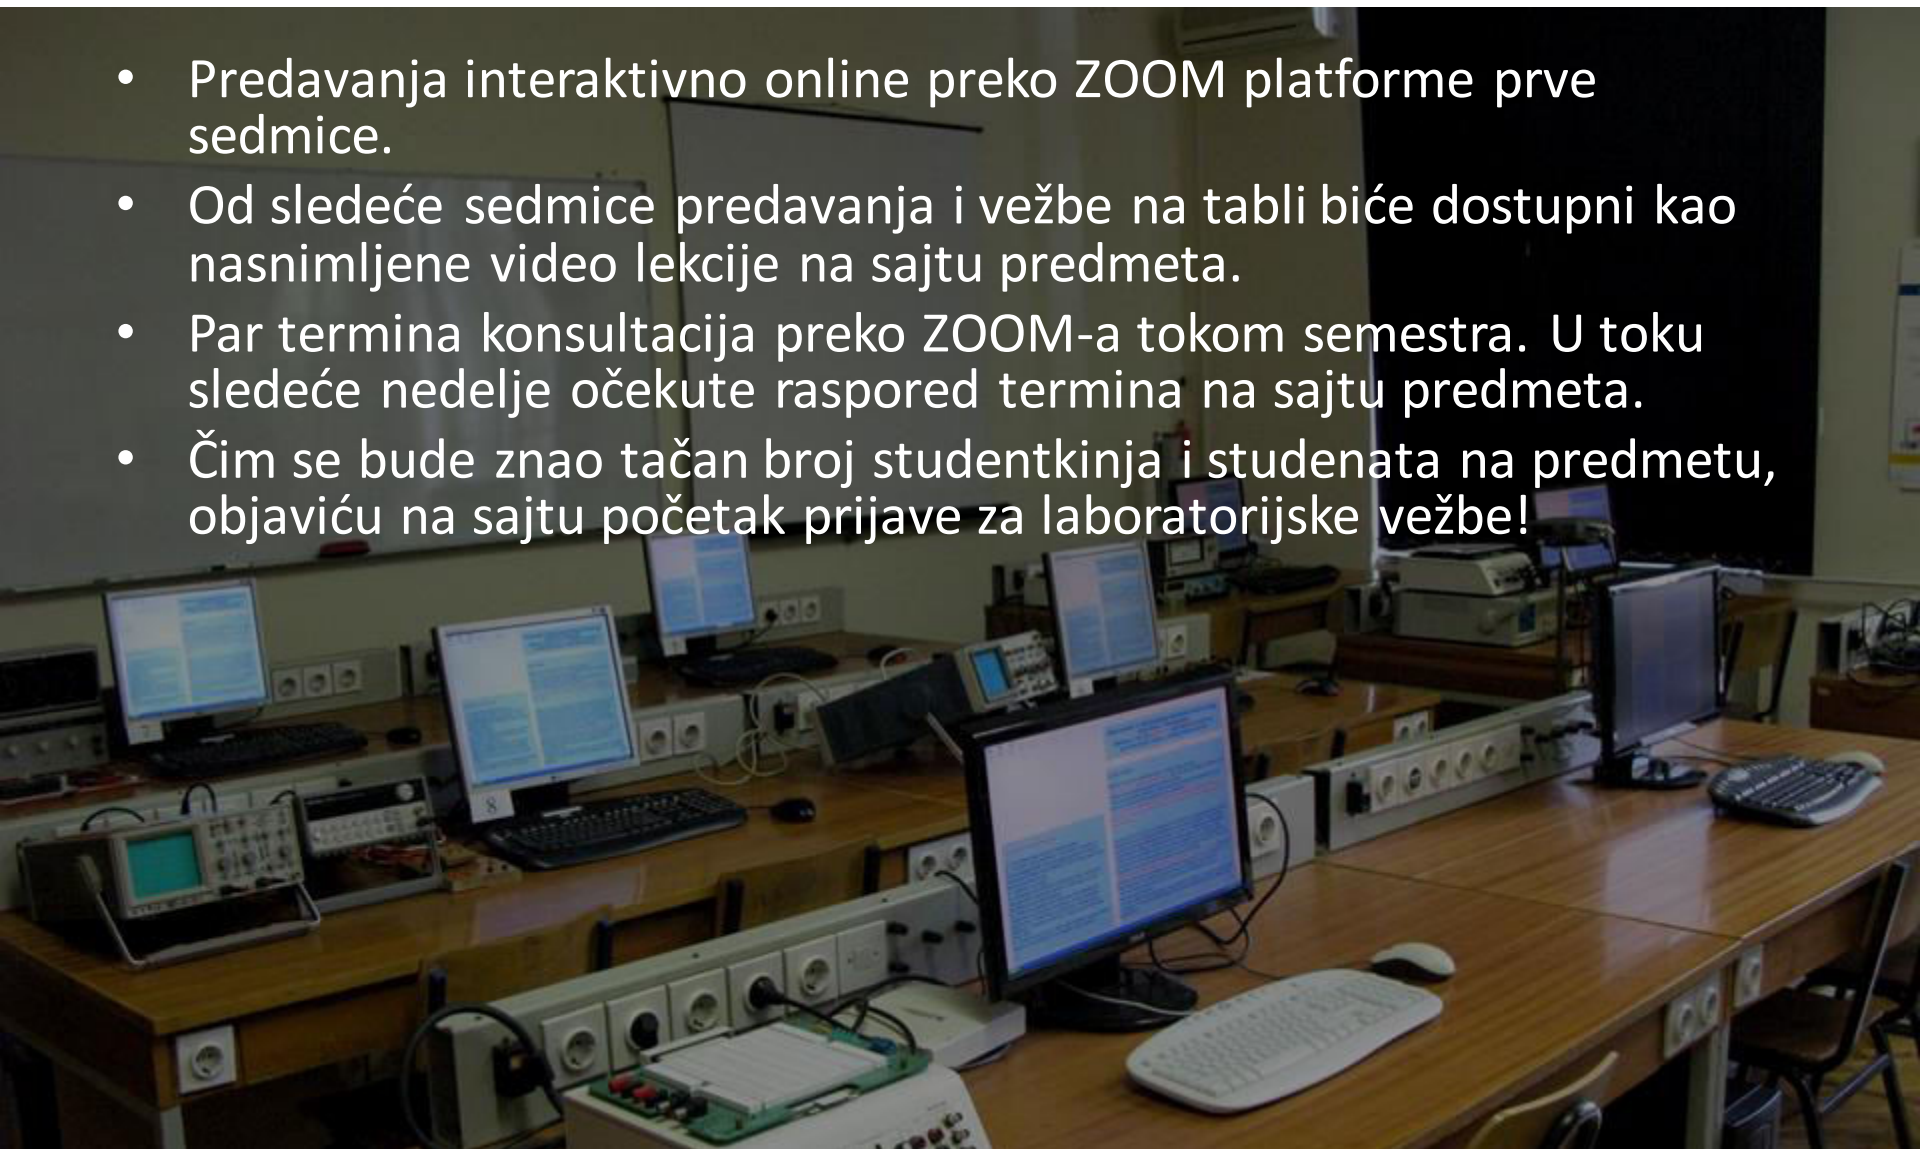 • Predavanja interaktivno online preko ZOOM platforme prve
sedmice.
• Od sledeće sedmice predavanja i vežbe na tabli biće dostupni kao
nasnimljene video lekcije na sajtu predmeta.
• Par termina konsultacija preko ZOOM-a tokom semestra. U toku
sledeće nedelje očekute raspored termina na sajtu predmeta.
• Čim se bude znao tačan broj studentkinja i studenata na predmetu,
objaviću na sajtu početak prijave za laboratorijske vežbe!
7
8